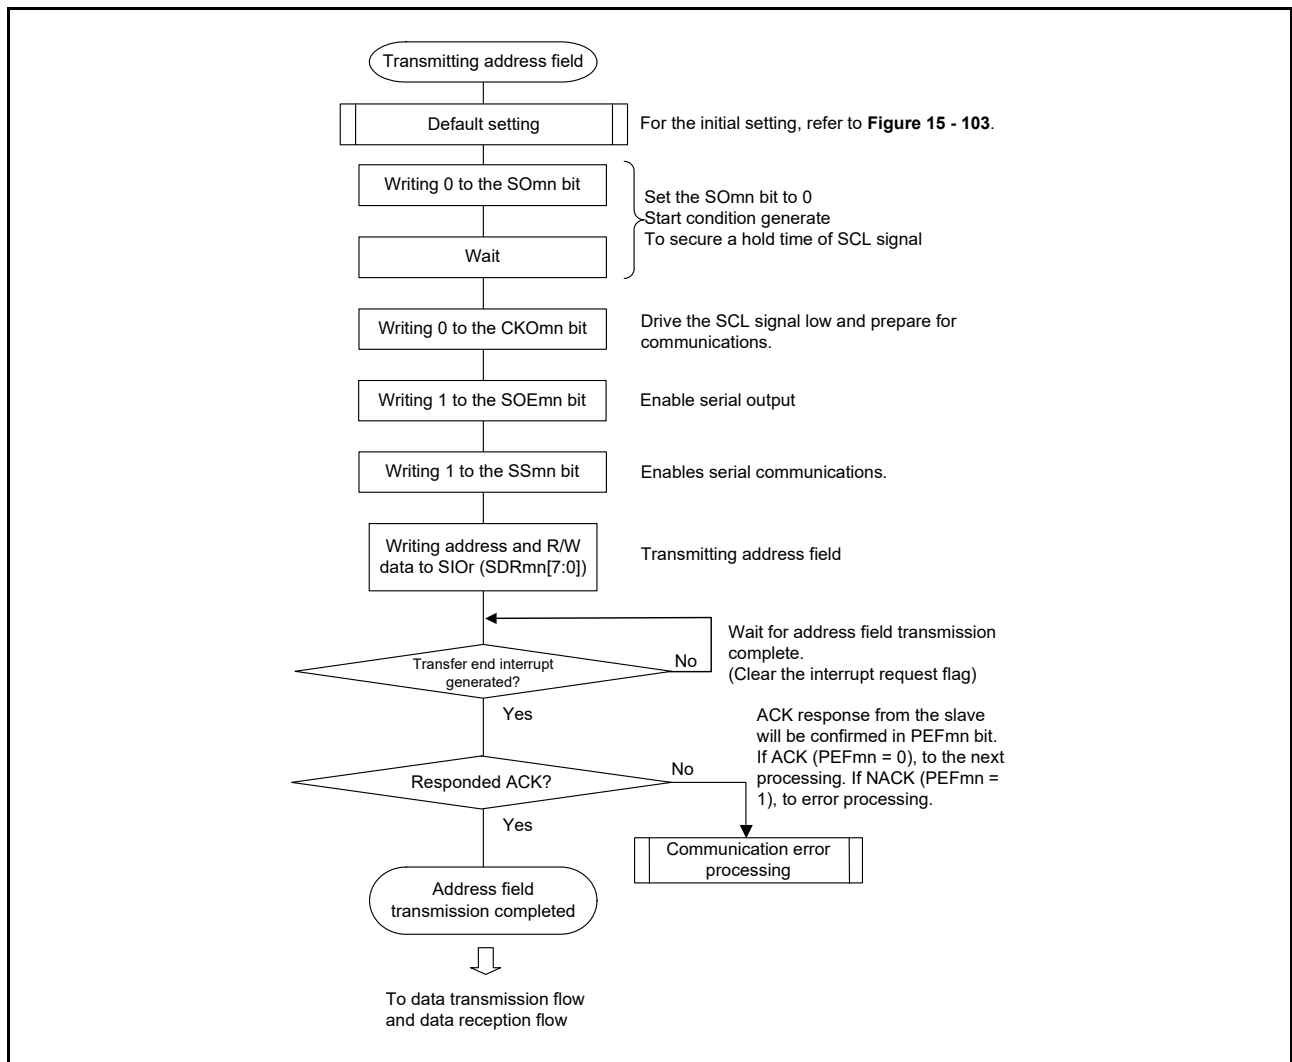 Transmitting address field
Default setting
For the initial setting, refer to Figure 15 - 103.
Writing 0 to the SOmn bit
Set the SOmn bit to 0
Start condition generate
To secure a hold time of SCL signal
Wait
Writing 0 to the CKOmn bit
Drive the SCL signal low and prepare for
communications.
Writing 1 to the SOEmn bit
Enable serial output
Writing 1 to the SSmn bit
Enables serial communications.
Writing address and R/W
data to SIOr (SDRmn[7:0])
Transmitting address field
Transfer end interrupt
generated?
No
Wait for address field transmission
complete.
(Clear the interrupt request flag)
Yes
Responded ACK?
No
ACK response from the slave
will be confirmed in PEFmn bit.
If ACK (PEFmn = 0), to the next
processing. If NACK (PEFmn =
1), to error processing.
Yes
Communication error
processing
Address field
transmission completed
To data transmission flow
and data reception flow